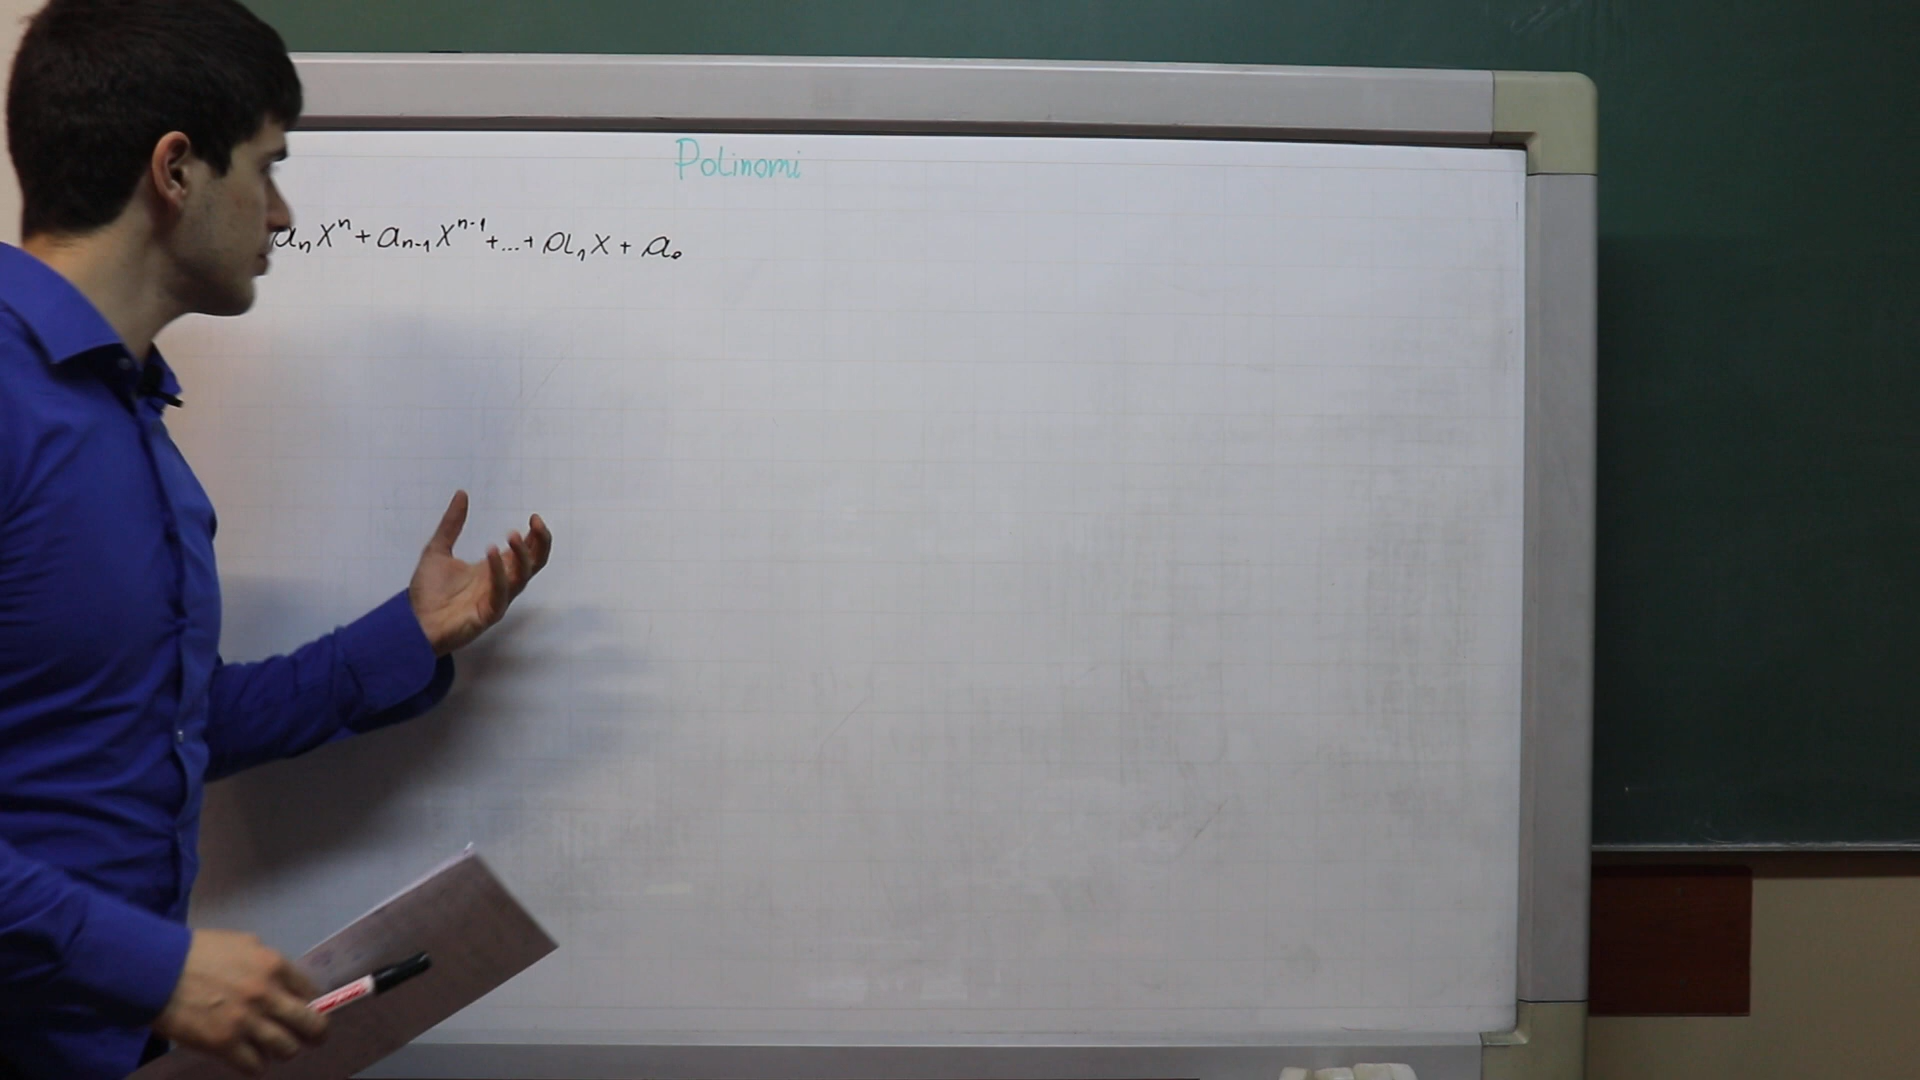 Polinomi
aₙxⁿ + aₙ₋₁xⁿ⁻¹ + ... + a₁x + a₀